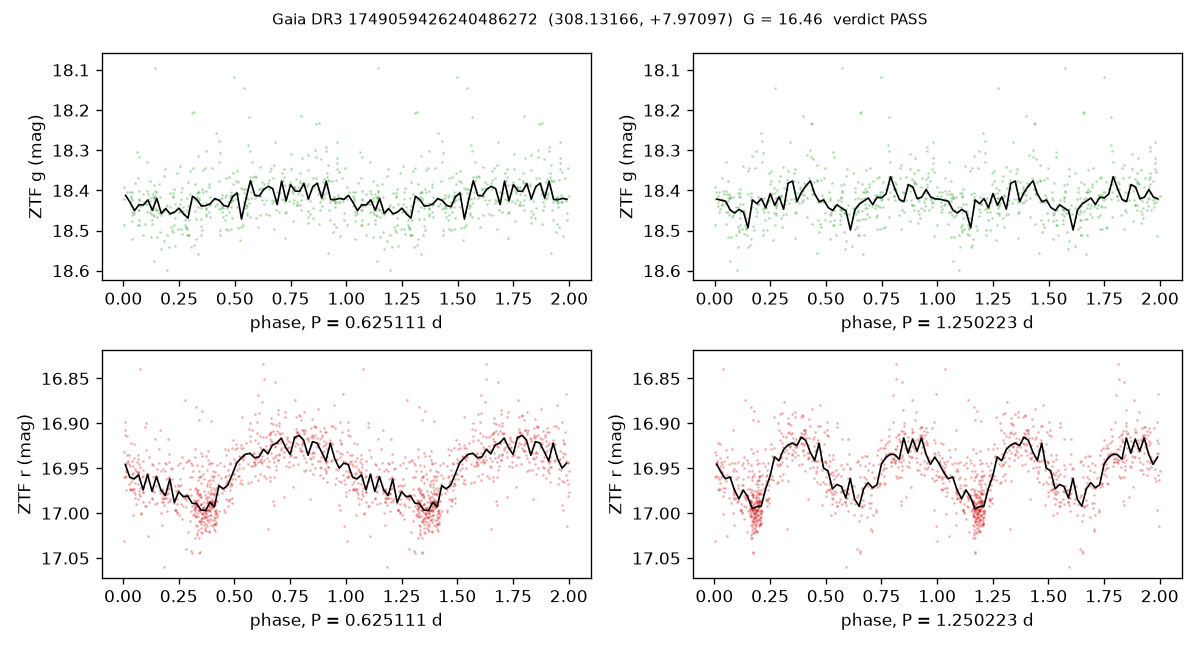 Gaia DR3 1749059426240486272 (308.13166, +7.97097) G = 16.46 verdict PASS
ZTF g (mag)
18.1
18.2
18.3
18.4
18.5
18.6
0.00 0.25 0.50 0.75 1.00 1.25 1.50 1.75 2.00
phase, P = 0.625111 d
ZTF g (mag)
18.1
18.2
18.3
18.4
18.5
18.6
0.00 0.25 0.50 0.75 1.00 1.25 1.50 1.75 2.00
phase, P = 1.250223 d
ZTF r (mag)
16.85
16.90
16.95
17.00
17.05
0.00 0.25 0.50 0.75 1.00 1.25 1.50 1.75 2.00
phase, P = 0.625111 d
ZTF r (mag)
16.85
16.90
16.95
17.00
17.05
0.00 0.25 0.50 0.75 1.00 1.25 1.50 1.75 2.00
phase, P = 1.250223 d